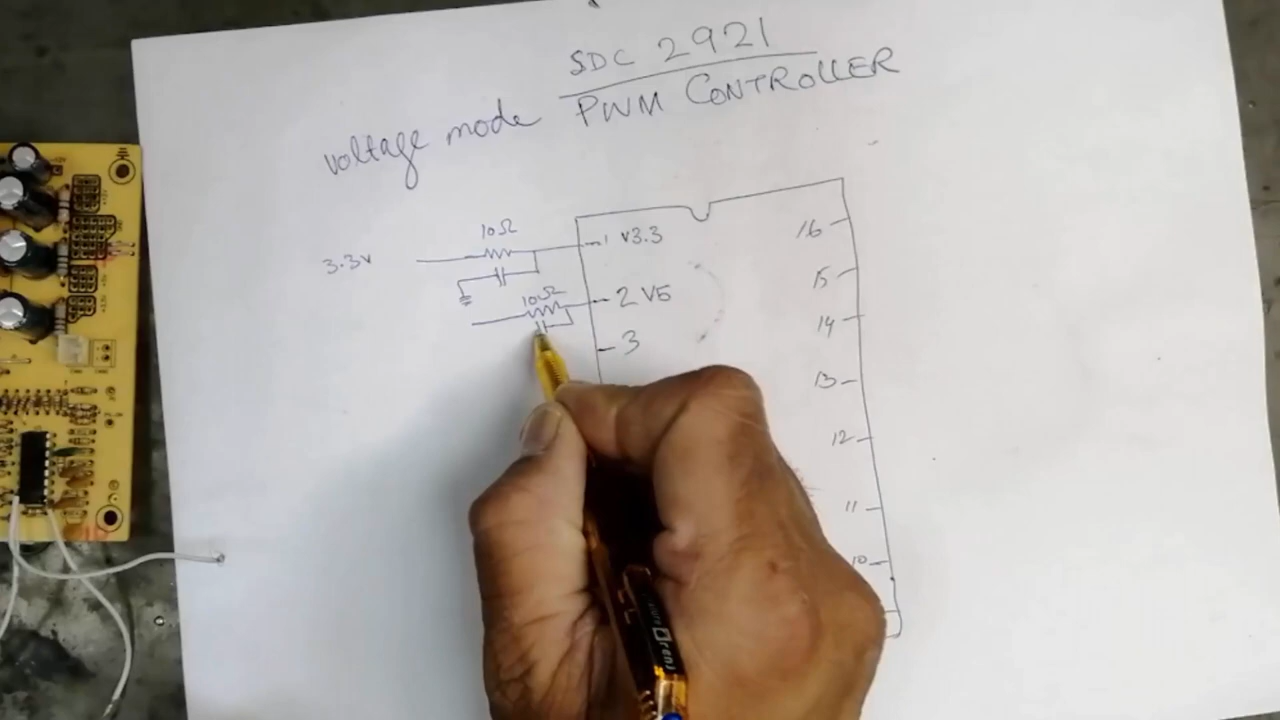 SDC 2921
voltage mode PWM CONTROLLER
10Ω
3.3V
1 V3.3
10Ω
2 V5
3
16
15
14
13
12
11
10